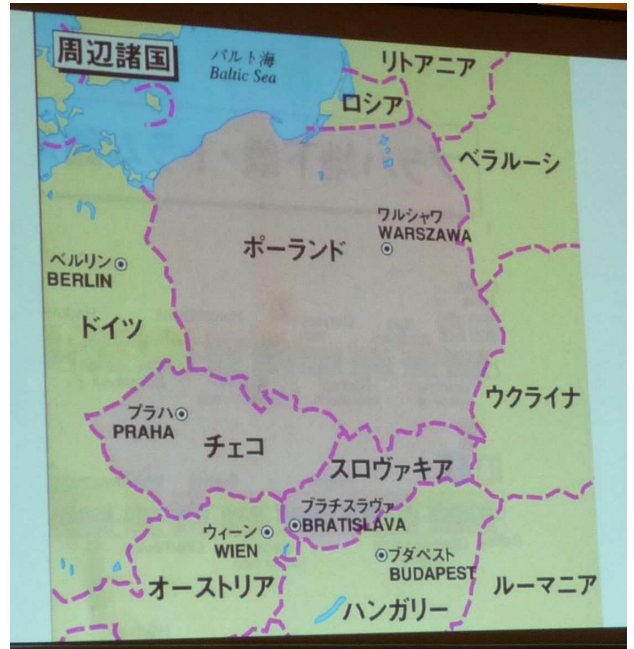 周辺諸国
バルト海
Baltic Sea
リトアニア
ロシア
ベラルーシ
ワルシャワ
WARSZAWA
ポーランド
ベルリン
BERLIN
ドイツ
ウクライナ
プラハ
PRAHA
チェコ
スロヴァキア
ブラチスラヴァ
BRATISLAVA
ウィーン
WIEN
ブダペスト
BUDAPEST
オーストリア
ハンガリー
ルーマニア